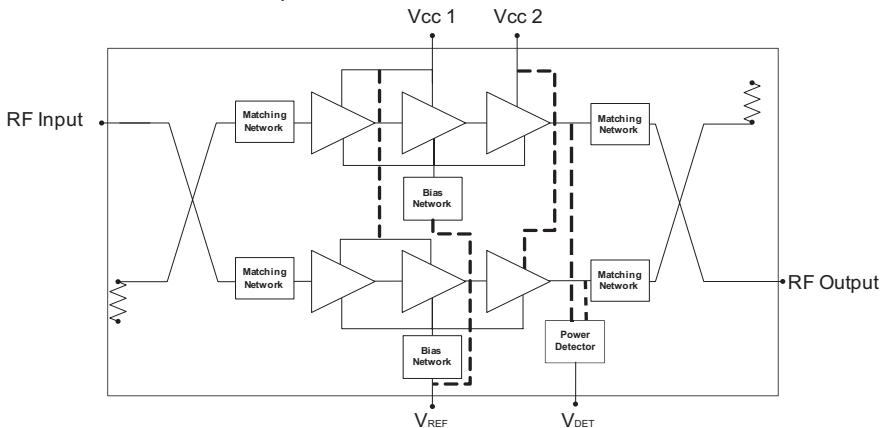 Vcc 1 Vcc 2
RF Input
Matching
Network
Matching
Network
Bias
Network
Matching
Network
Matching
Network
RF Output
Power
Detector
Bias
Network
VREF
VDET